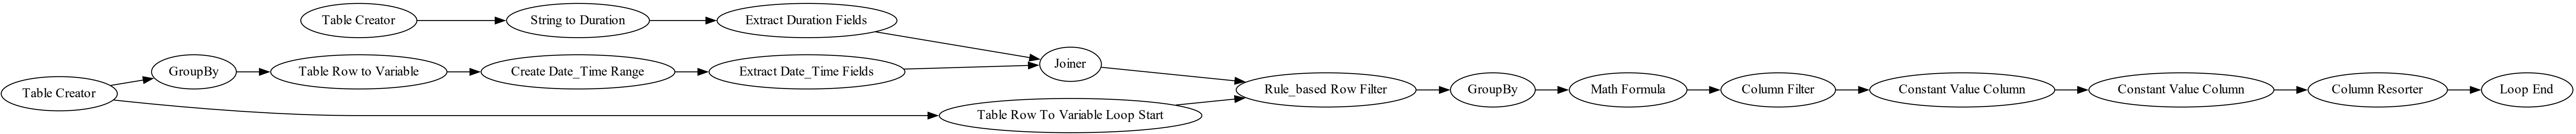 Table Creator
String to Duration
Extract Duration Fields
GroupBy
Table Row to Variable
Create Date_Time Range
Extract Date_Time Fields
Joiner
Table Creator
Table Row To Variable Loop Start
Rule_based Row Filter
GroupBy
Math Formula
Column Filter
Constant Value Column
Constant Value Column
Column Resorter
Loop End